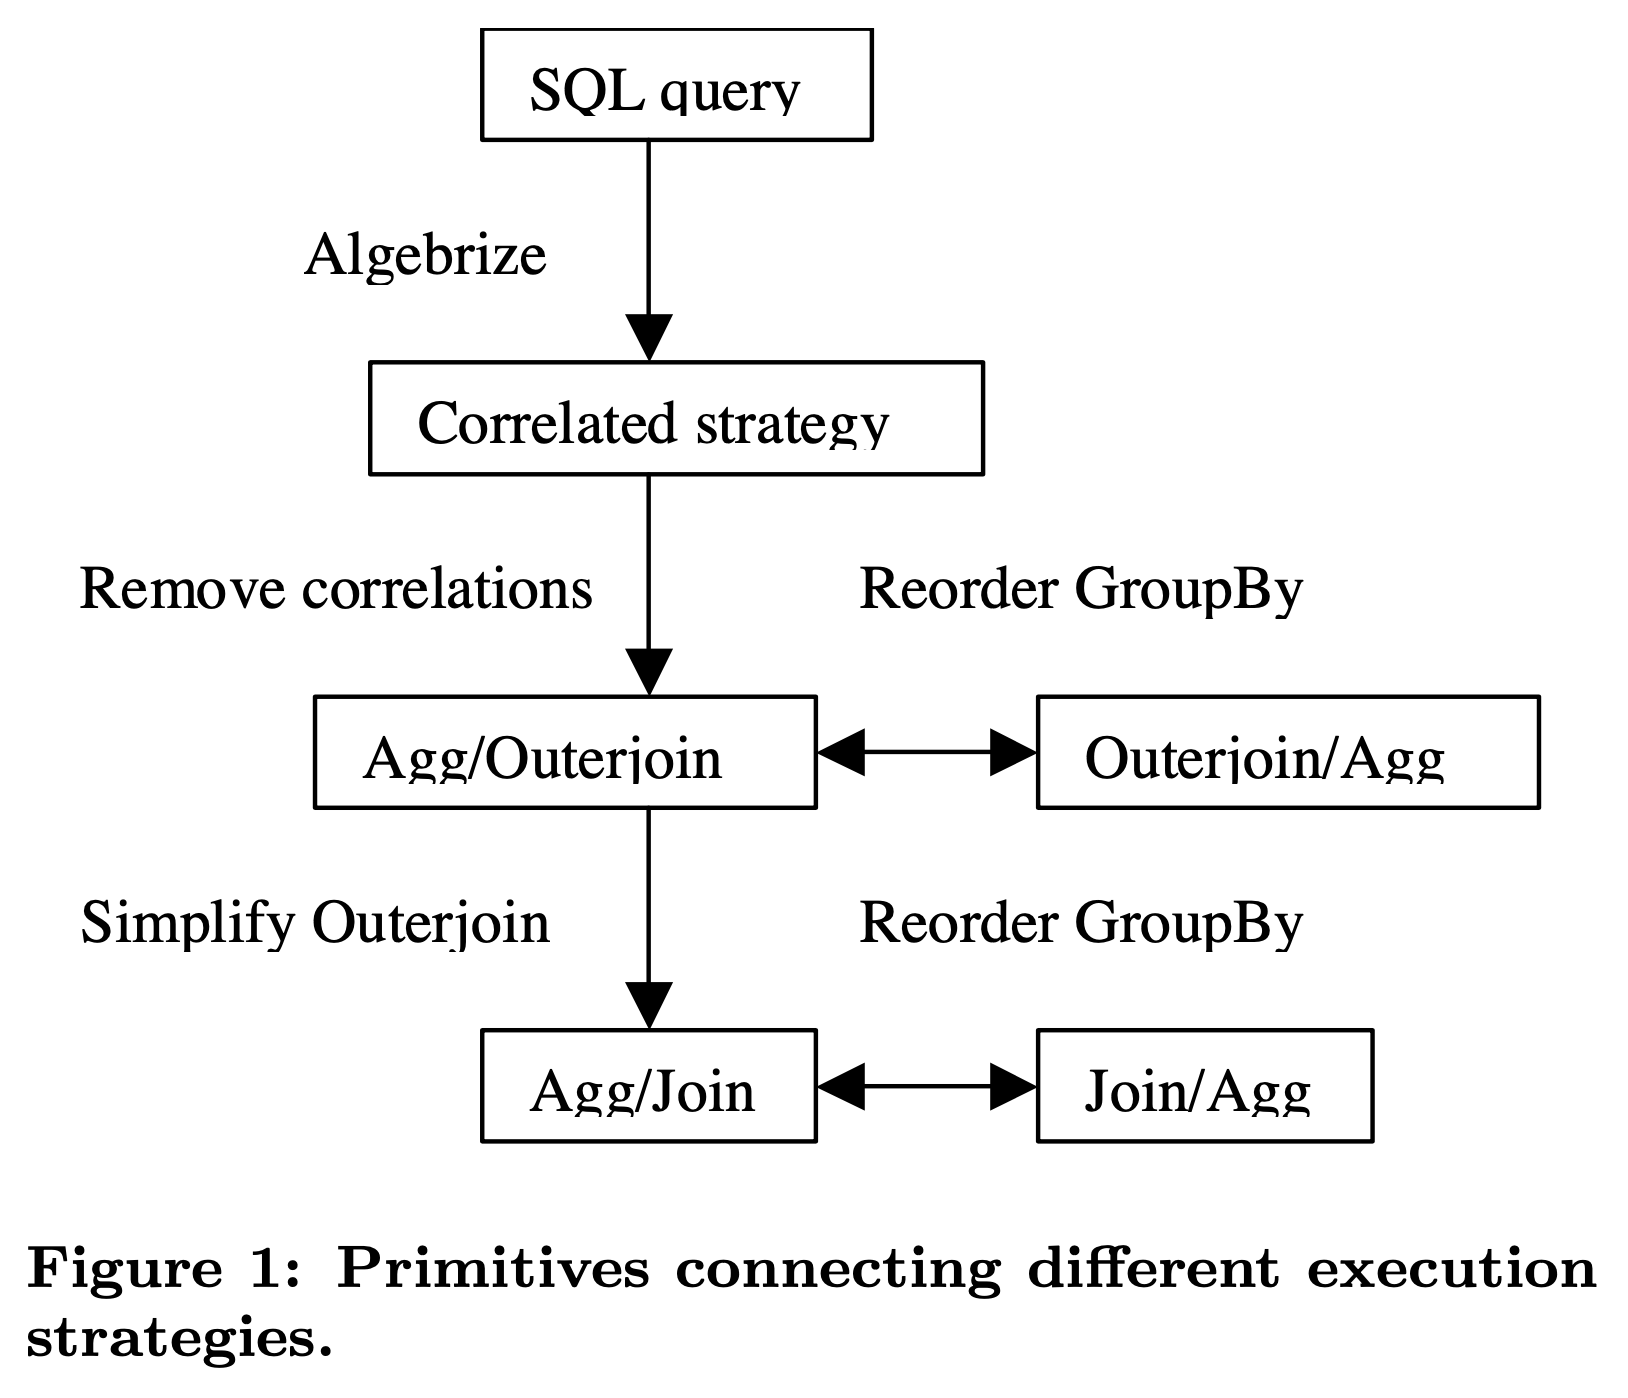 SQL query
Algebrize
Correlated strategy
Remove correlations
Reorder GroupBy
Agg/Outerjoin
Outerjoin/Agg
Simplify Outerjoin
Reorder GroupBy
Agg/Join
Join/Agg
Figure 1: Primitives connecting different execution
strategies.